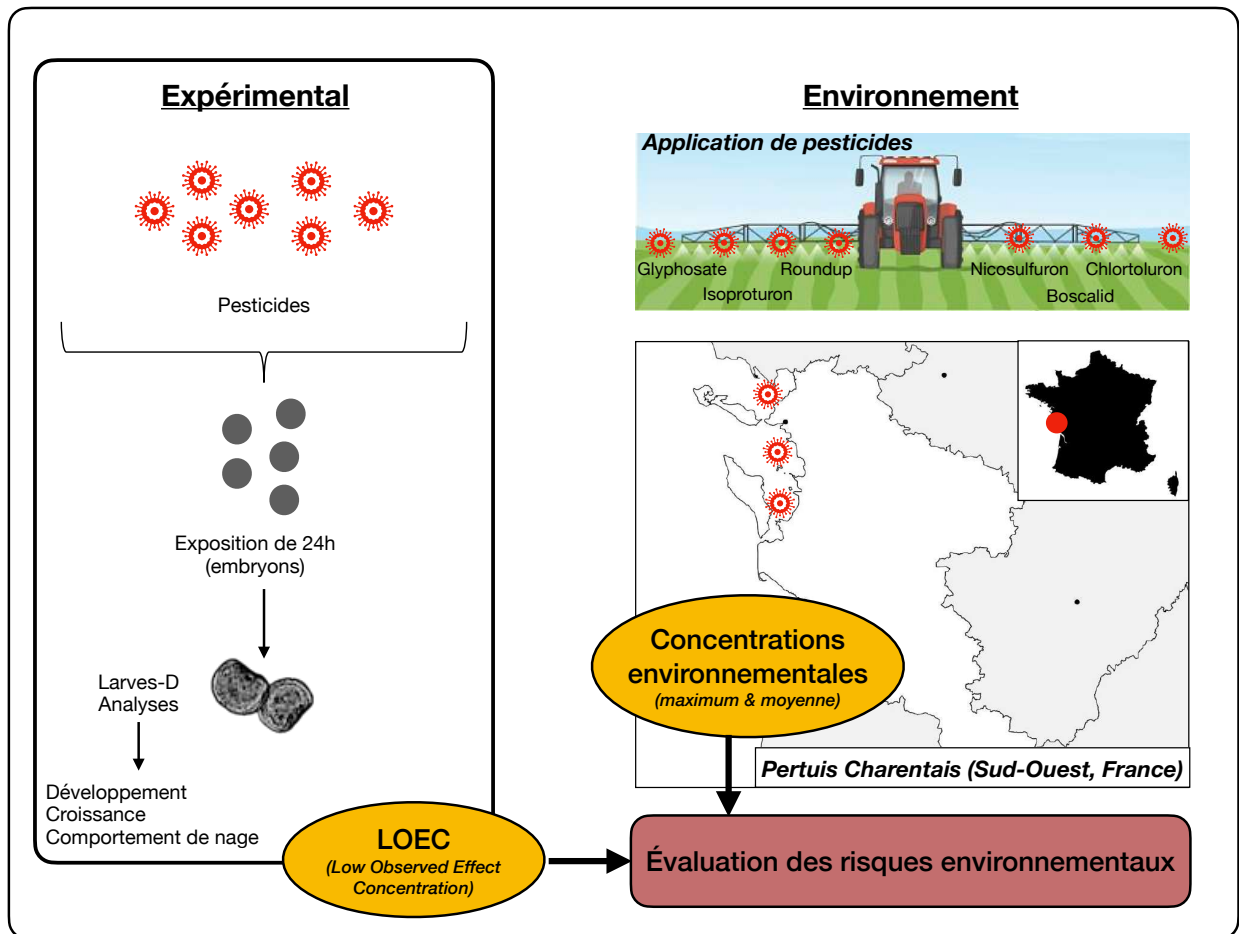 Expérimental
Pesticides
Exposition de 24h
(embryons)
Larves-D
Analyses
Développement
Croissance
Comportement de nage
LOEC
(Low Observed Effect
Concentration)
Environnement
Application de pesticides
Glyphosate
Roundup
Nicosulfuron
Chlortoluron
Isoproturon
Boscalid
Concentrations
environnementales
(maximum & moyenne)
Pertuis Charentais (Sud-Ouest, France)
Évaluation des risques environnementaux